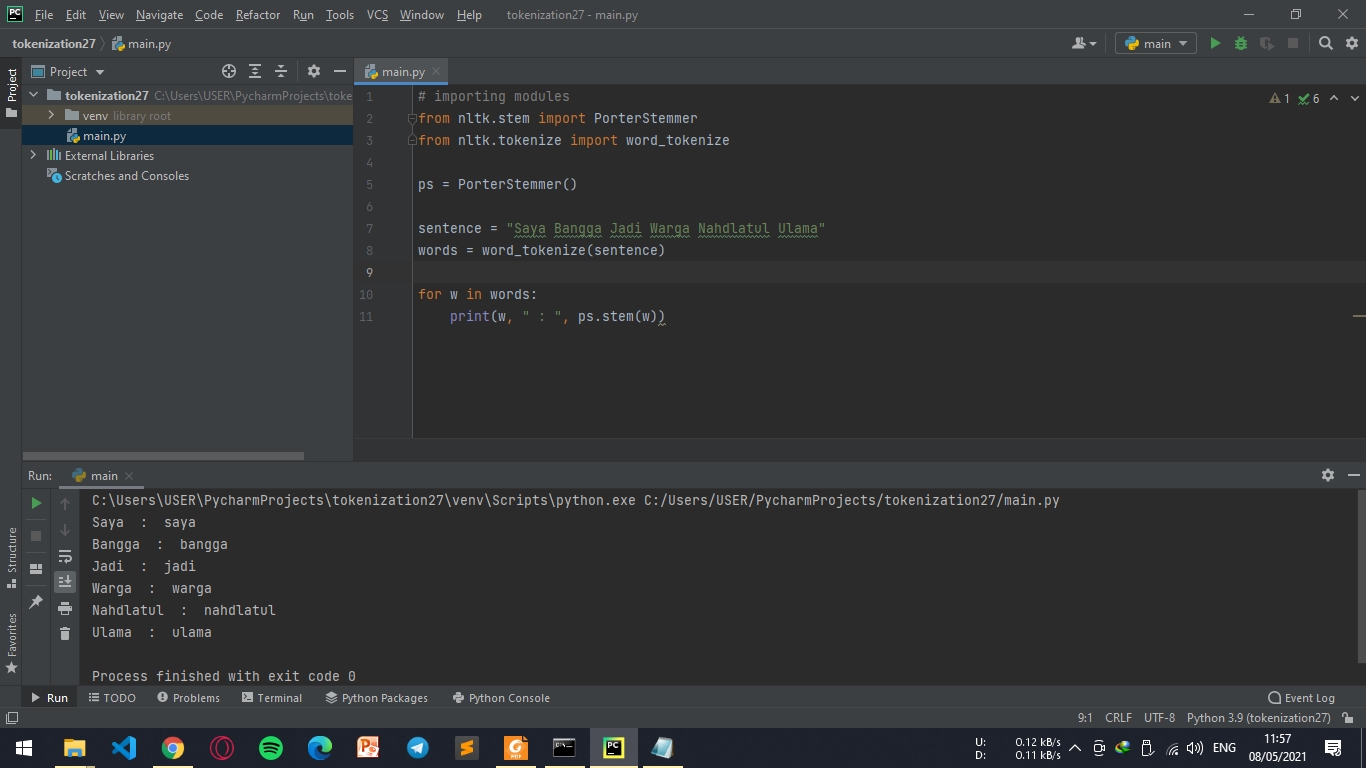 PC File Edit View Navigate Code Refactor Run Tools VCS Window Help tokenization27 - main.py
tokenization27 main.py main
Project main.py
Project
tokenization27 C:\Users\USER\PycharmProjects\toke
venv library root
main.py
External Libraries
Scratches and Consoles
1 # importing modules
2 from nltk.stem import PorterStemmer
3 from nltk.tokenize import word_tokenize
4
5 ps = PorterStemmer()
6
7 sentence = "Saya Bangga Jadi Warga Nahdlatul Ulama"
8 words = word_tokenize(sentence)
9
10 for w in words:
11 print(w, " : ", ps.stem(w))
1 6
Run: main
C:\Users\USER\PycharmProjects\tokenization27\venv\Scripts\python.exe C:/Users/USER/PycharmProjects/tokenization27/main.py
Saya : saya
Bangga : bangga
Jadi : jadi
Warga : warga
Nahdlatul : nahdlatul
Ulama : ulama
Process finished with exit code 0
Structure
Favorites
Run TODO Problems Terminal Python Packages Python Console Event Log
9:1 CRLF UTF-8 Python 3.9 (tokenization27)
U: 0.12 kB/s
D: 0.11 kB/s
ENG
11:57
08/05/2021